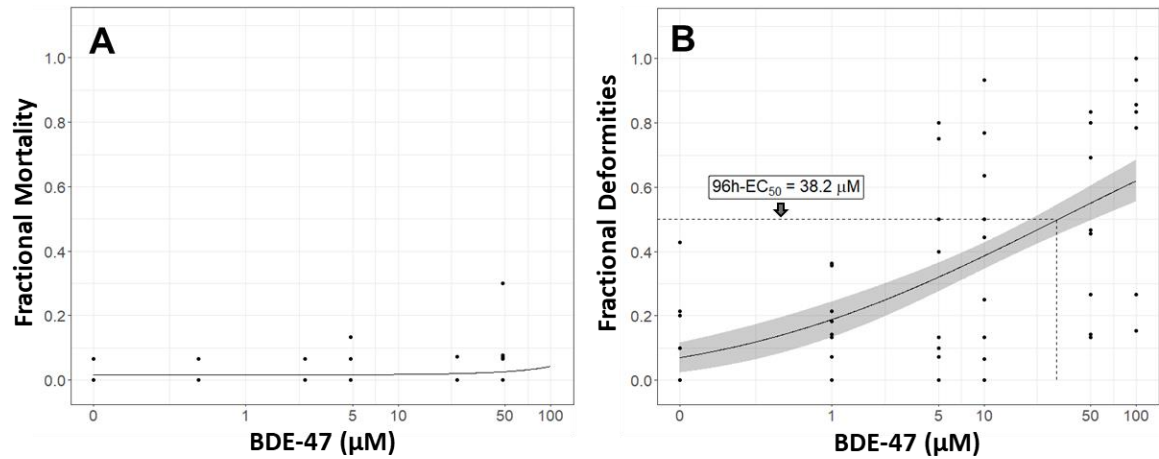 A
Fractional Mortality
1.0
0.8
0.6
0.4
0.2
0.0
0 1 5 10 50 100
BDE-47 (µM)
B
Fractional Deformities
1.0
0.8
0.6
0.4
0.2
0.0
96h-EC₅₀ = 38.2 µM
0 1 5 10 50 100
BDE-47 (µM)